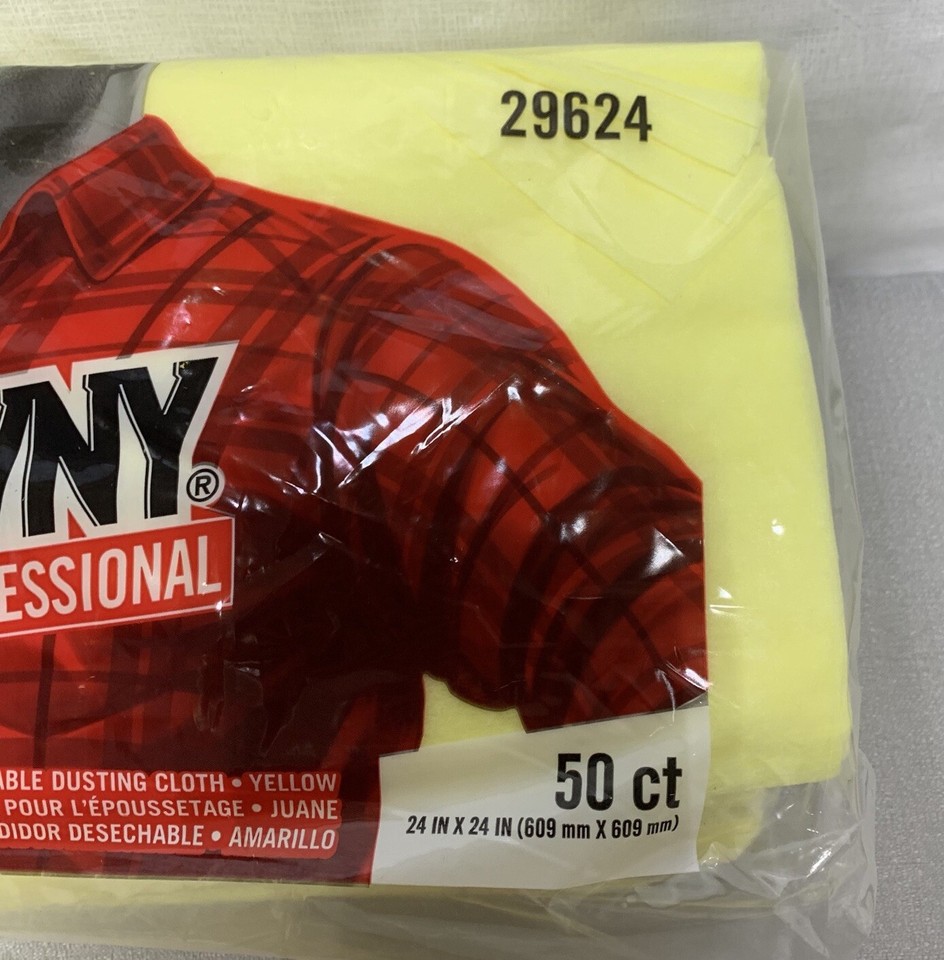 29624
WNY®
ESSIONAL
ABLE DUSTING CLOTH • YELLOW
POUR L'ÉPOUSSETAGE • JUANE
DIDOR DESECHABLE • AMARILLO
50 ct
24 IN X 24 IN (609 mm X 609 mm)